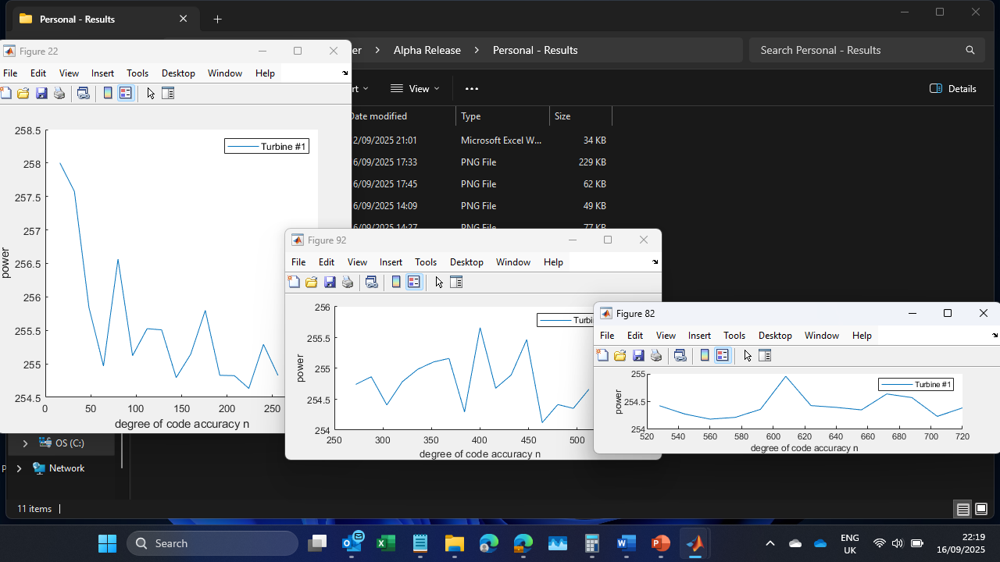 Personal - Results
Figure 22
Alpha Release
Personal - Results
Search Personal - Results
File Edit View Insert Tools Desktop Window Help
View
Details
Date modified Type Size
2/09/2025 21:01 Microsoft Excel W... 34 KB
6/09/2025 17:33 PNG File 229 KB
6/09/2025 17:45 PNG File 62 KB
6/09/2025 14:09 PNG File 49 KB
6/09/2025 14:27 PNG File 77 KB
258.5
258
257.5
257
256.5
256
255.5
255
254.5
power
Turbine #1
0 50 100 150 200 250
degree of code accuracy n
Figure 92
File Edit View Insert Tools Desktop Window Help
256
255.5
255
254.5
254
power
250 300 350 400 450 500
degree of code accuracy n
Figure 82
File Edit View Insert Tools Desktop Window Help
255
254.5
254
power
Turbine #1
520 540 560 580 600 620 640 660 680 700 720
degree of code accuracy n
OS (C:)
Network
11 items
Search
ENG
UK
22:19
16/09/2025